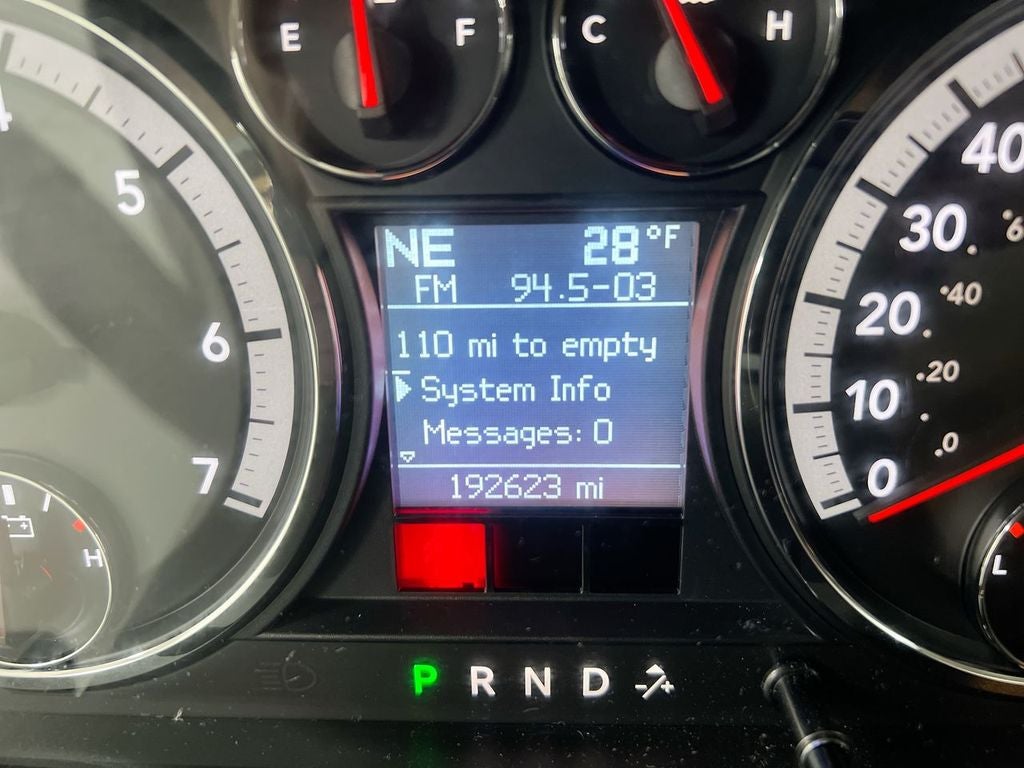 E F
C H
5
6
7
H
40
30
20
10
0
40
20
0
L
NE 28°F
FM 94.5-03
110 mi to empty
System Info
Messages: 0
192623 mi
P R N D